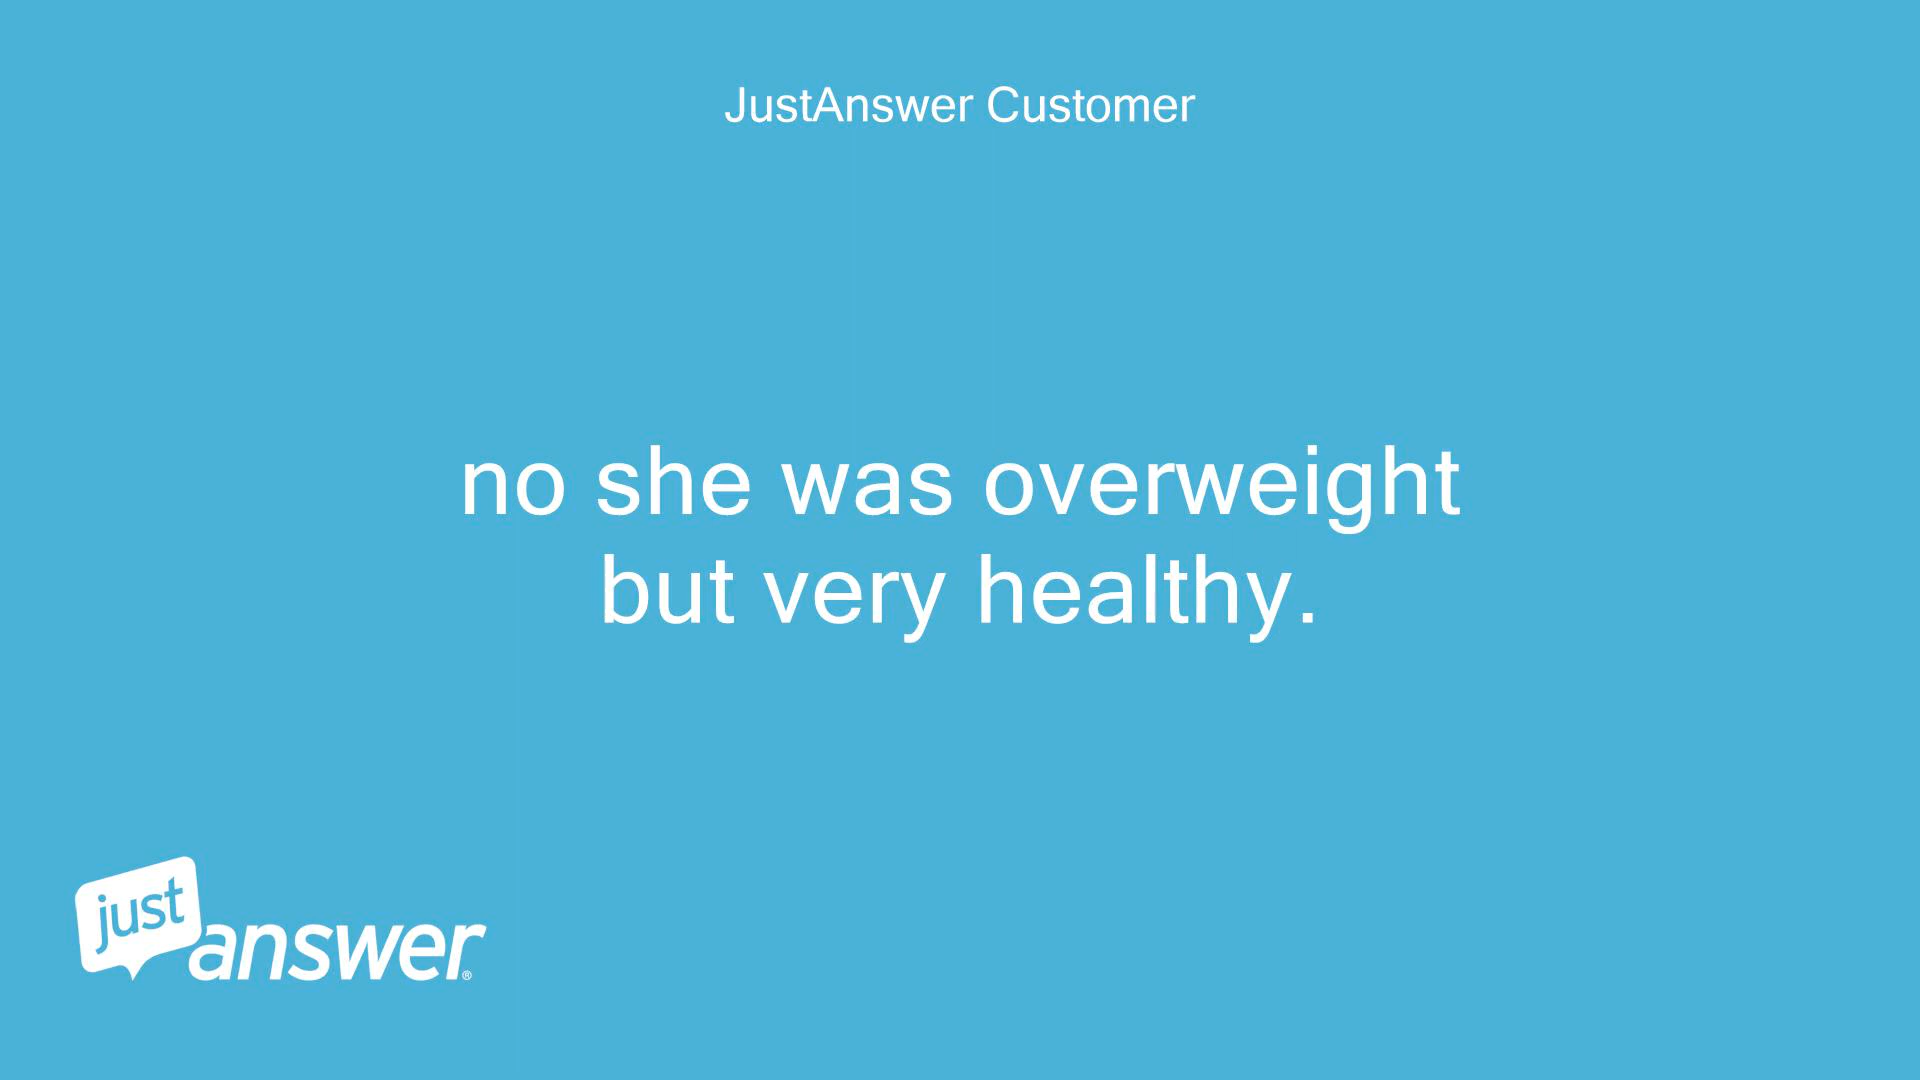 JustAnswer Customer
no she was overweight
but very healthy.
just
answer®